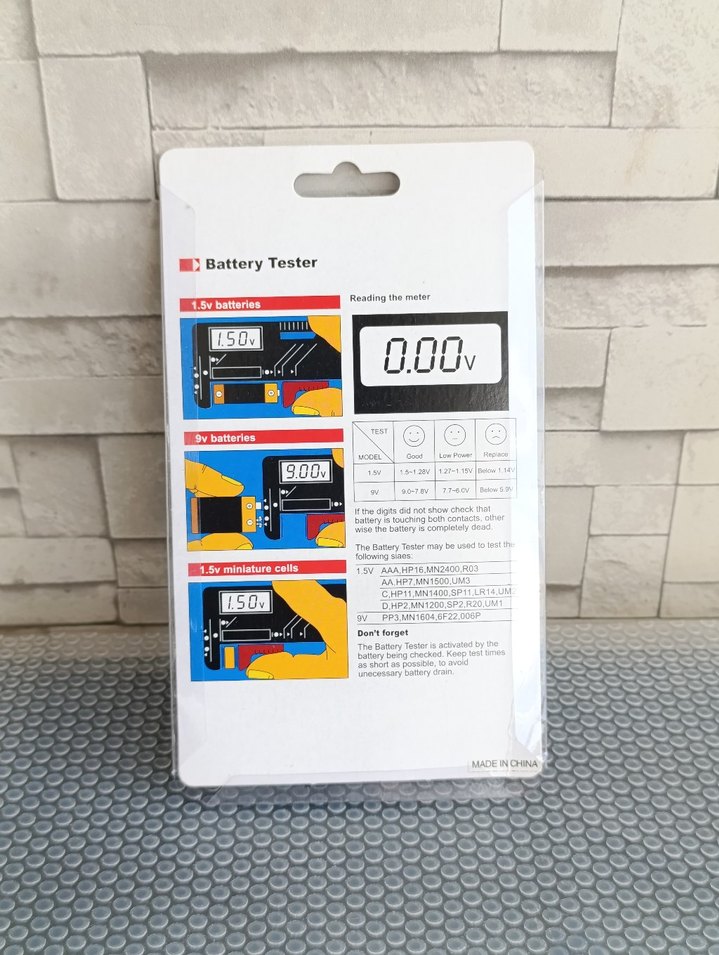 Battery Tester
1.5v batteries
1.50v
9v batteries
9.00v
1.5v miniature cells
1.50v
Reading the meter
0.00v
TEST
MODEL Good Low Power Replace
1.5V 1.5~1.28V 1.27~1.15V Below 1.14V
9V 9.0~7.8V 7.7~6.0V Below 5.9V
If the digits did not show check that
battery is touching both contacts, other
wise the battery is completely dead.
The Battery Tester may be used to test the
following siaes:
1.5V AAA,HP16,MN2400,R03
AA,HP7,MN1500,UM3
C,HP11,MN1400,SP11,LR14,UM2
D,HP2,MN1200,SP2,R20,UM1
9V PP3,MN1604,6F22,006P
Don't forget
The Battery Tester is activated by the
battery being checked. Keep test times
as short as possible, to avoid
unecessary battery drain.
MADE IN CHINA